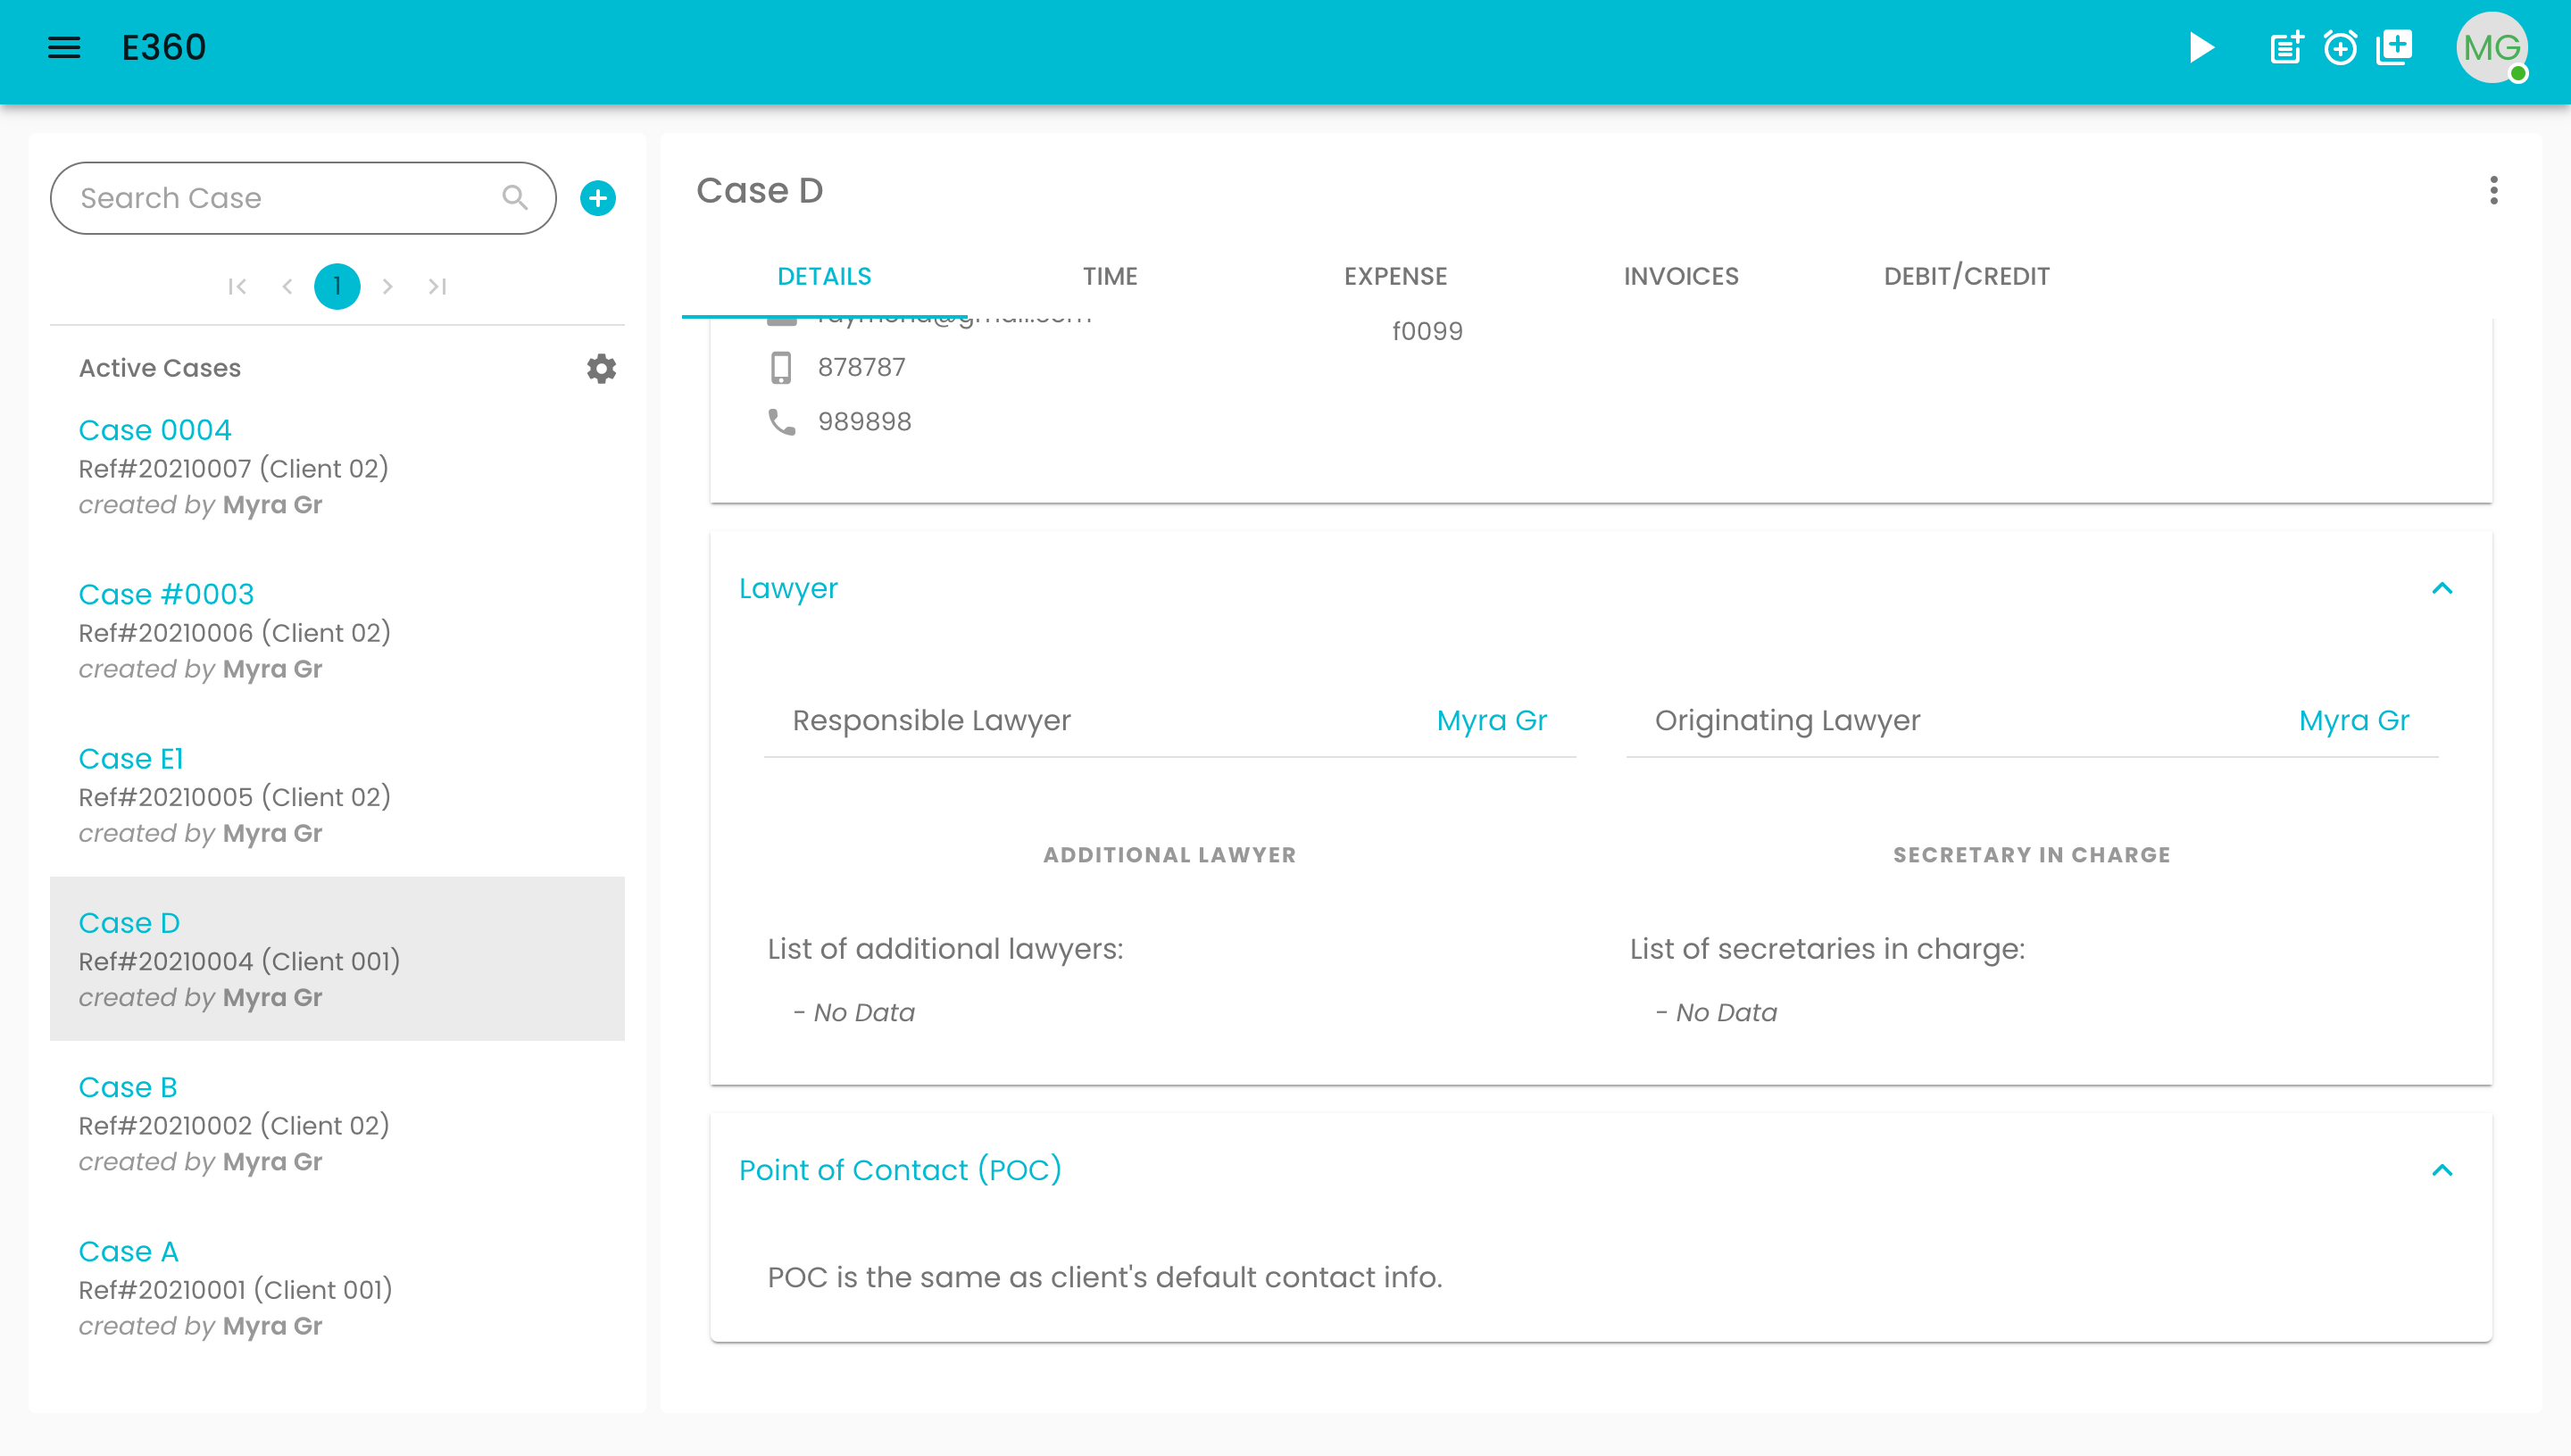 E360
MG
Search Case
1
Active Cases
Case 0004
Ref#20210007 (Client 02)
created by Myra Gr
Case #0003
Ref#20210006 (Client 02)
created by Myra Gr
Case E1
Ref#20210005 (Client 02)
created by Myra Gr
Case D
Ref#20210004 (Client 001)
created by Myra Gr
Case B
Ref#20210002 (Client 02)
created by Myra Gr
Case A
Ref#20210001 (Client 001)
created by Myra Gr
Case D
DETAILS TIME EXPENSE INVOICES DEBIT/CREDIT
raymond@gmail.com
f0099
878787
989898
Lawyer
Responsible Lawyer Myra Gr
Originating Lawyer Myra Gr
ADDITIONAL LAWYER
List of additional lawyers:
- No Data
SECRETARY IN CHARGE
List of secretaries in charge:
- No Data
Point of Contact (POC)
POC is the same as client's default contact info.